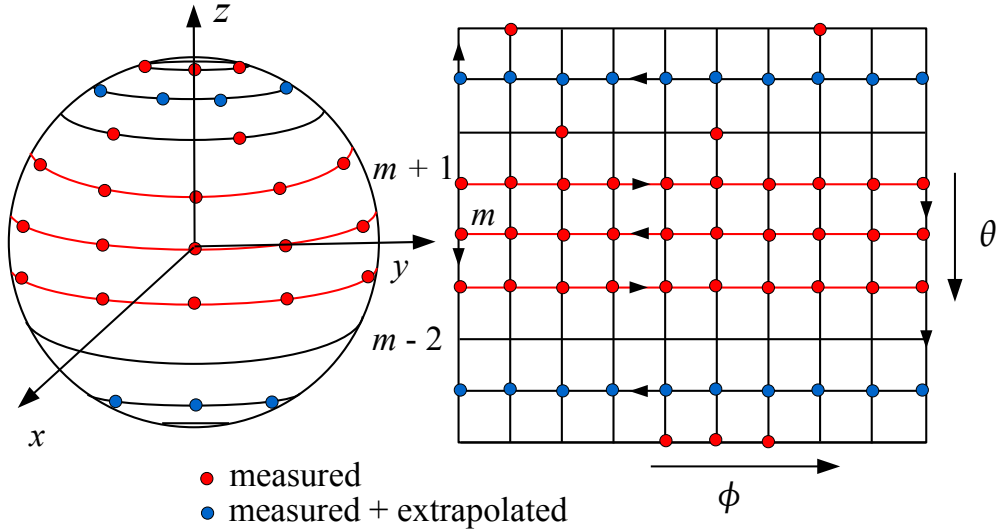 z
m + 1
m
θ
y
m - 2
x
measured
ϕ
measured + extrapolated